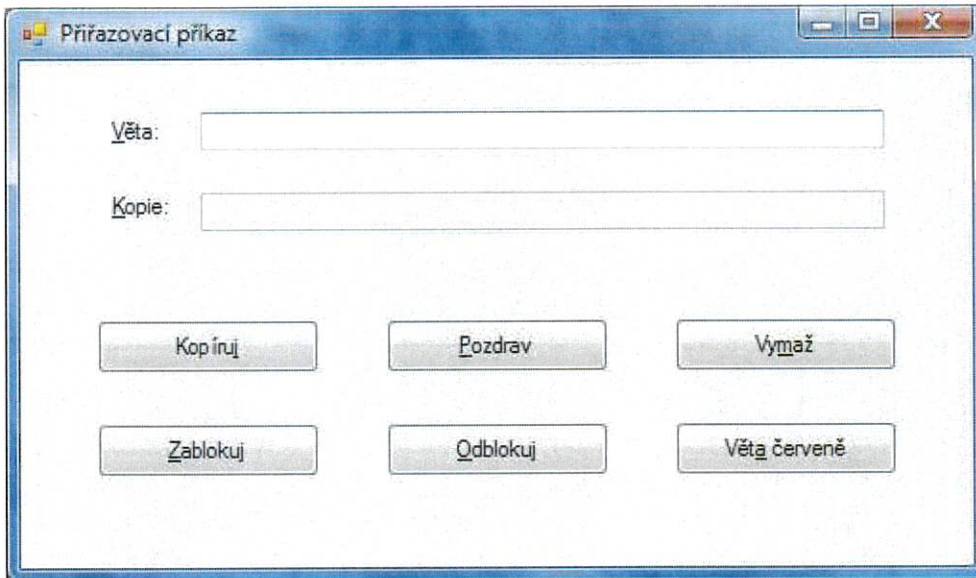 Přiřazovací příkaz
Věta:
Kopie:
Kopíruj Pozdrav Vymaž
Zablokuj Odblokuj Věta červeně